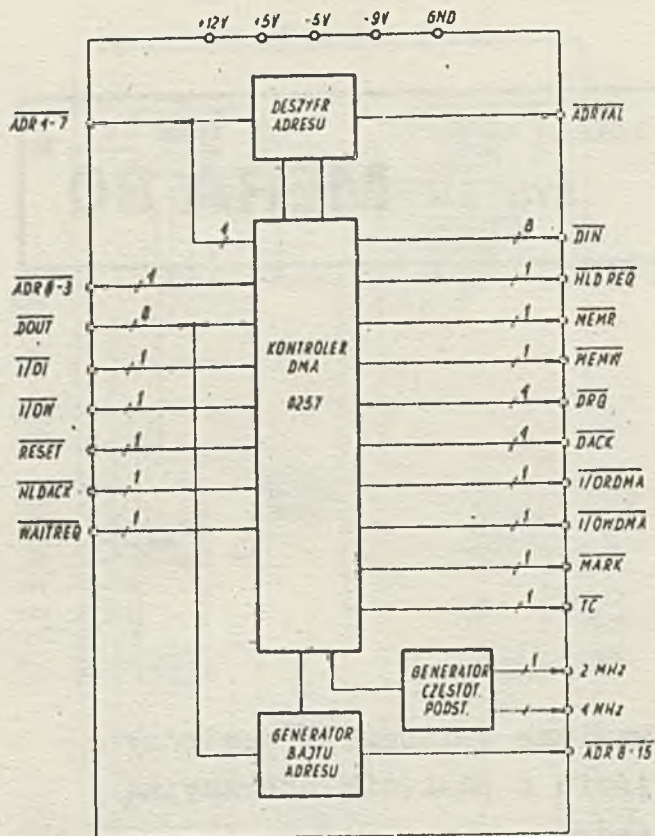 +12V +5V -5V -9V GND
DESZYFR
ADRESU
ADR 4-7
ADRVAL
4
8
DIN
ADR0-3
4
1
HLD REQ
DOUT
8
1
MEMR
KONTROLER
DMA
8257
I/OI
1
1
MEMW
I/OW
1
4
DRQ
RESET
1
4
DACK
HLDACK
1
1
I/ORDMA
WAITREQ
1
1
I/OWDMA
1
MARK
1
TC
GENERATOR
CZĘSTOT.
PODST.
1
2 MHz
4 MHz
GENERATOR
BAJTU
ADRESU
ADR 8-15